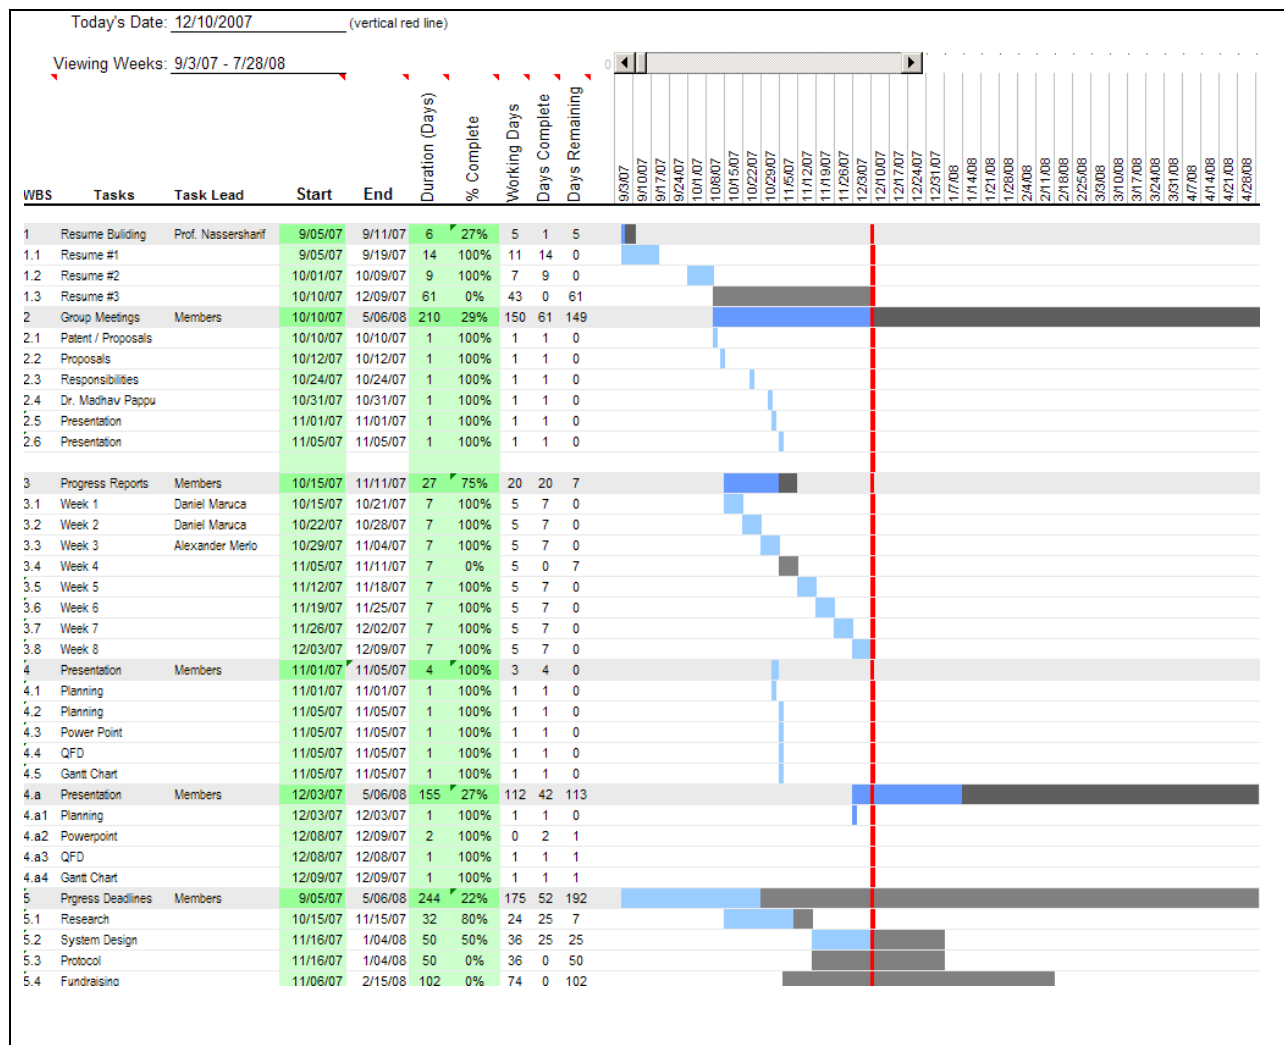 Today's Date: 12/10/2007 (vertical red line)
Viewing Weeks: 9/3/07 - 7/28/08
0
WBS Tasks Task Lead Start End Duration (Days) % Complete Working Days Days Complete Days Remaining 9/3/07 9/10/07 9/17/07 9/24/07 10/1/07 10/8/07 10/15/07 10/22/07 10/29/07 11/5/07 11/12/07 11/19/07 11/26/07 12/3/07 12/10/07 12/17/07 12/24/07 12/31/07 1/7/08 1/14/08 1/21/08 1/28/08 2/4/08 2/11/08 2/18/08 2/25/08 3/3/08 3/10/08 3/17/08 3/24/08 3/31/08 4/7/08 4/14/08 4/21/08 4/28/08
1 Resume Buliding Prof. Nassersharif 9/05/07 9/11/07 6 27% 5 1 5
1.1 Resume #1 9/05/07 9/19/07 14 100% 11 14 0
1.2 Resume #2 10/01/07 10/09/07 9 100% 7 9 0
1.3 Resume #3 10/10/07 12/09/07 61 0% 43 0 61
2 Group Meetings Members 10/10/07 5/06/08 210 29% 150 61 149
2.1 Patent / Proposals 10/10/07 10/10/07 1 100% 1 1 0
2.2 Proposals 10/12/07 10/12/07 1 100% 1 1 0
2.3 Responsibilities 10/24/07 10/24/07 1 100% 1 1 0
2.4 Dr. Madhav Pappu 10/31/07 10/31/07 1 100% 1 1 0
2.5 Presentation 11/01/07 11/01/07 1 100% 1 1 0
2.6 Presentation 11/05/07 11/05/07 1 100% 1 1 0
3 Progress Reports Members 10/15/07 11/11/07 27 75% 20 20 7
3.1 Week 1 Daniel Maruca 10/15/07 10/21/07 7 100% 5 7 0
3.2 Week 2 Daniel Maruca 10/22/07 10/28/07 7 100% 5 7 0
3.3 Week 3 Alexander Merlo 10/29/07 11/04/07 7 100% 5 7 0
3.4 Week 4 11/05/07 11/11/07 7 0% 5 0 7
3.5 Week 5 11/12/07 11/18/07 7 100% 5 7 0
3.6 Week 6 11/19/07 11/25/07 7 100% 5 7 0
3.7 Week 7 11/26/07 12/02/07 7 100% 5 7 0
3.8 Week 8 12/03/07 12/09/07 7 100% 5 7 0
4 Presentation Members 11/01/07 11/05/07 4 100% 3 4 0
4.1 Planning 11/01/07 11/01/07 1 100% 1 1 0
4.2 Planning 11/05/07 11/05/07 1 100% 1 1 0
4.3 Power Point 11/05/07 11/05/07 1 100% 1 1 0
4.4 QFD 11/05/07 11/05/07 1 100% 1 1 0
4.5 Gantt Chart 11/05/07 11/05/07 1 100% 1 1 0
4.a Presentation Members 12/03/07 5/06/08 155 27% 112 42 113
4.a1 Planning 12/03/07 12/03/07 1 100% 1 1 0
4.a2 Powerpoint 12/08/07 12/09/07 2 100% 0 2 1
4.a3 QFD 12/08/07 12/08/07 1 100% 1 1 1
4.a4 Gantt Chart 12/09/07 12/09/07 1 100% 1 1 1
5 Prgress Deadlines Members 9/05/07 5/06/08 244 22% 175 52 192
5.1 Research 10/15/07 11/15/07 32 80% 24 25 7
5.2 System Design 11/16/07 1/04/08 50 50% 36 25 25
5.3 Protocol 11/16/07 1/04/08 50 0% 36 0 50
5.4 Fundraising 11/06/07 2/15/08 102 0% 74 0 102